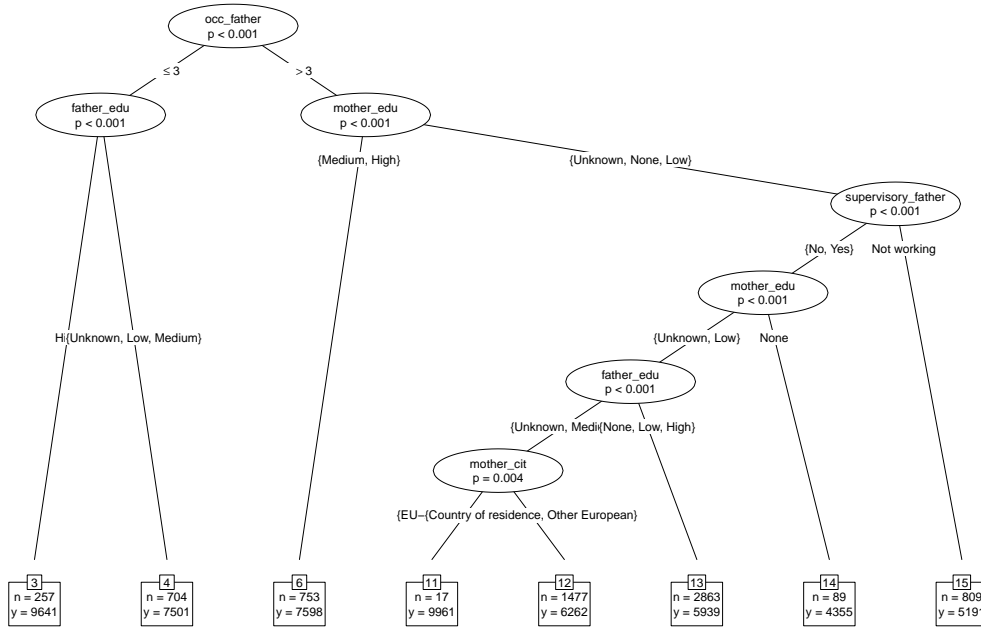 occ_father
p < 0.001
≤ 3
> 3
father_edu
p < 0.001
mother_edu
p < 0.001
{Medium, High}
{Unknown, None, Low}
supervisory_father
p < 0.001
{No, Yes}
Not working
mother_edu
p < 0.001
{Unknown, Low, Medium}
{Unknown, Low}
None
father_edu
p < 0.001
{Unknown, Medi
{None, Low, High}
mother_cit
p = 0.004
{EU–
{Country of residence, Other European}
3
n = 257
y = 9641
4
n = 704
y = 7501
6
n = 753
y = 7598
11
n = 17
y = 9961
12
n = 1477
y = 6262
13
n = 2863
y = 5939
14
n = 89
y = 4355
15
n = 809
y = 5191